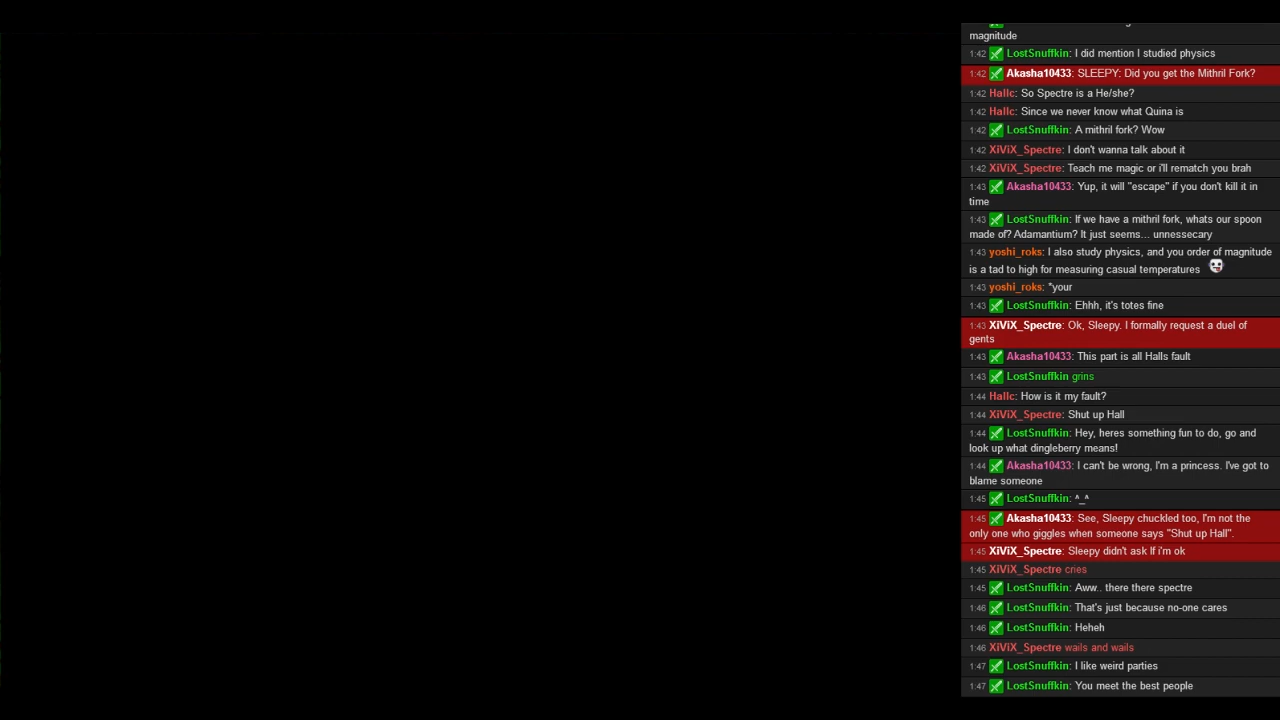 magnitude
1:42 LostSnuffkin: I did mention I studied physics
1:42 Akasha10433: SLEEPY: Did you get the Mithril Fork?
1:42 Hallc: So Spectre is a He/she?
1:42 Hallc: Since we never know what Quina is
1:42 LostSnuffkin: A mithril fork? Wow
1:42 XiViX_Spectre: I don't wanna talk about it
1:42 XiViX_Spectre: Teach me magic or i'll rematch you brah
1:43 Akasha10433: Yup, it will "escape" if you don't kill it in
time
1:43 LostSnuffkin: If we have a mithril fork, whats our spoon
made of? Adamantium? It just seems... unnessecary
1:43 yoshi_roks: I also study physics, and you order of magnitude
is a tad to high for measuring casual temperatures
1:43 yoshi_roks: *your
1:43 LostSnuffkin: Ehhh, it's totes fine
1:43 XiViX_Spectre: Ok, Sleepy. I formally request a duel of
gents
1:43 Akasha10433: This part is all Halls fault
1:43 LostSnuffkin grins
1:44 Hallc: How is it my fault?
1:44 XiViX_Spectre: Shut up Hall
1:44 LostSnuffkin: Hey, heres something fun to do, go and
look up what dingleberry means!
1:44 Akasha10433: I can't be wrong, I'm a princess. I've got to
blame someone
1:45 LostSnuffkin: ^_^
1:45 Akasha10433: See, Sleepy chuckled too, I'm not the
only one who giggles when someone says "Shut up Hall".
1:45 XiViX_Spectre: Sleepy didn't ask If i'm ok
1:45 XiViX_Spectre cries
1:45 LostSnuffkin: Aww.. there there spectre
1:46 LostSnuffkin: That's just because no-one cares
1:46 LostSnuffkin: Heheh
1:46 XiViX_Spectre wails and wails
1:47 LostSnuffkin: I like weird parties
1:47 LostSnuffkin: You meet the best people